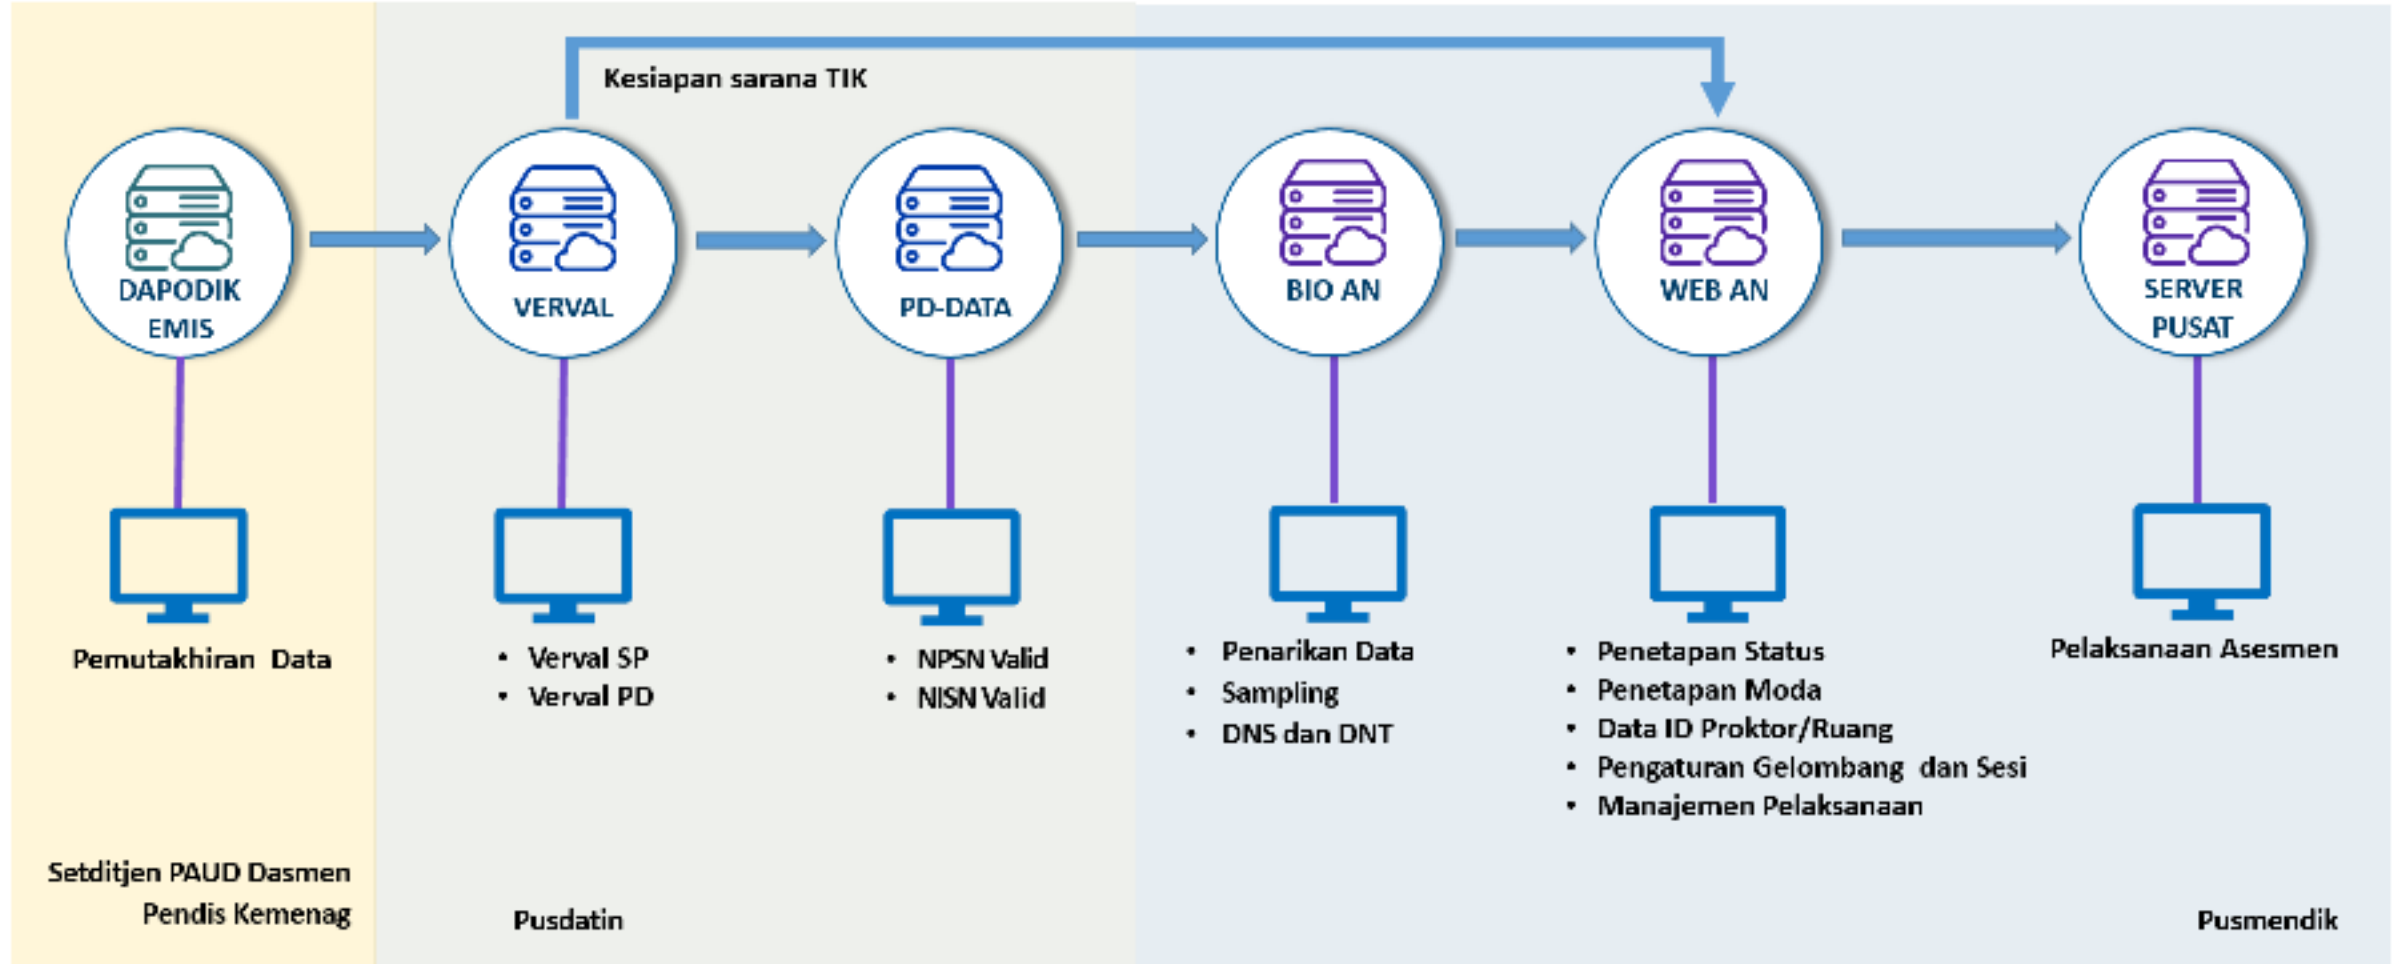 Kesiapan sarana TIK
DAPODIK
EMIS
VERVAL
PD-DATA
BIO AN
WEB AN
SERVER
PUSAT
Pemutakhiran Data
• Verval SP
• Verval PD
• NPSN Valid
• NISN Valid
• Penarikan Data
• Sampling
• DNS dan DNT
• Penetapan Status
• Penetapan Moda
• Data ID Proktor/Ruang
• Pengaturan Gelombang dan Sesi
• Manajemen Pelaksanaan
Pelaksanaan Asesmen
Setditjen PAUD Dasmen
Pendis Kemenag
Pusdatin
Pusmendik